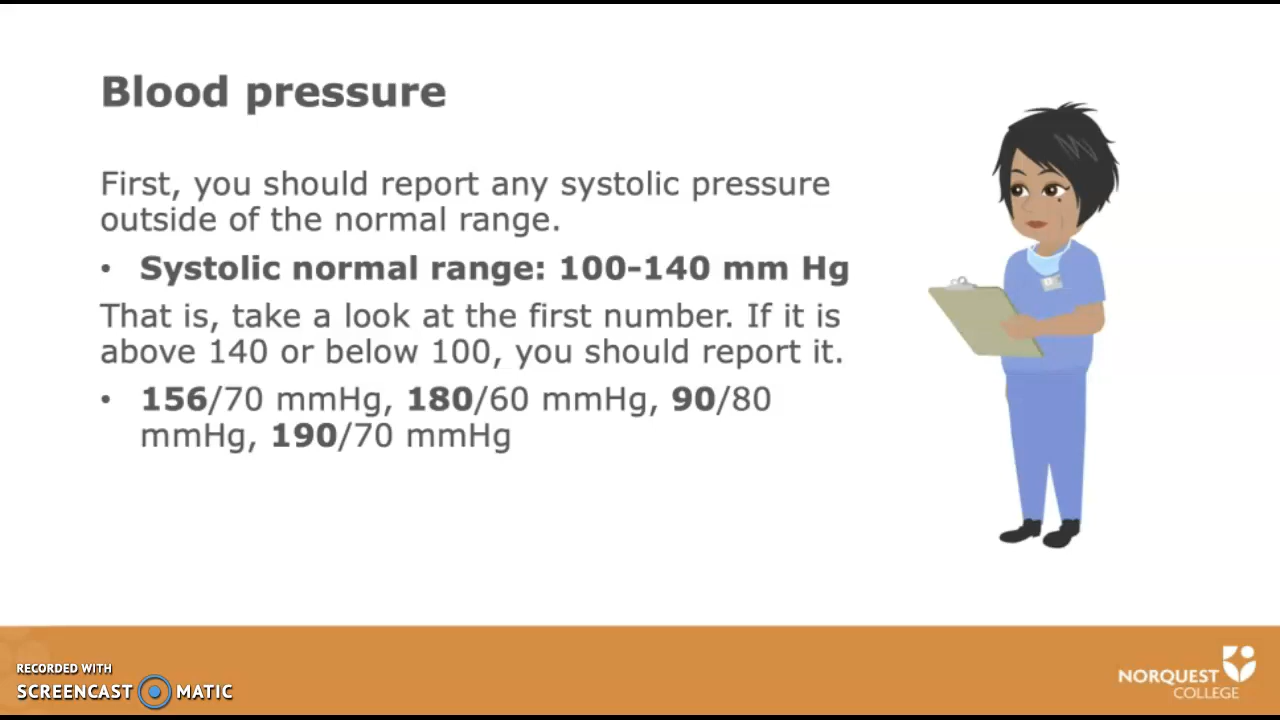 Blood pressure
First, you should report any systolic pressure
outside of the normal range.
• Systolic normal range: 100-140 mm Hg
That is, take a look at the first number. If it is
above 140 or below 100, you should report it.
• 156/70 mmHg, 180/60 mmHg, 90/80
mmHg, 190/70 mmHg
RECORDED WITH
SCREENCAST MATIC
NORQUEST
COLLEGE